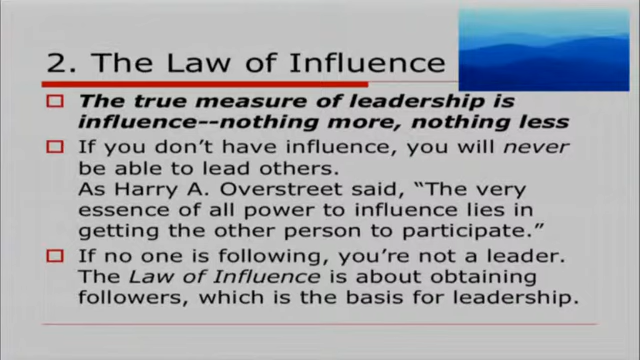 2. The Law of Influence
The true measure of leadership is
influence--nothing more, nothing less
If you don't have influence, you will never
be able to lead others.
As Harry A. Overstreet said, “The very
essence of all power to influence lies in
getting the other person to participate.”
If no one is following, you're not a leader.
The Law of Influence is about obtaining
followers, which is the basis for leadership.